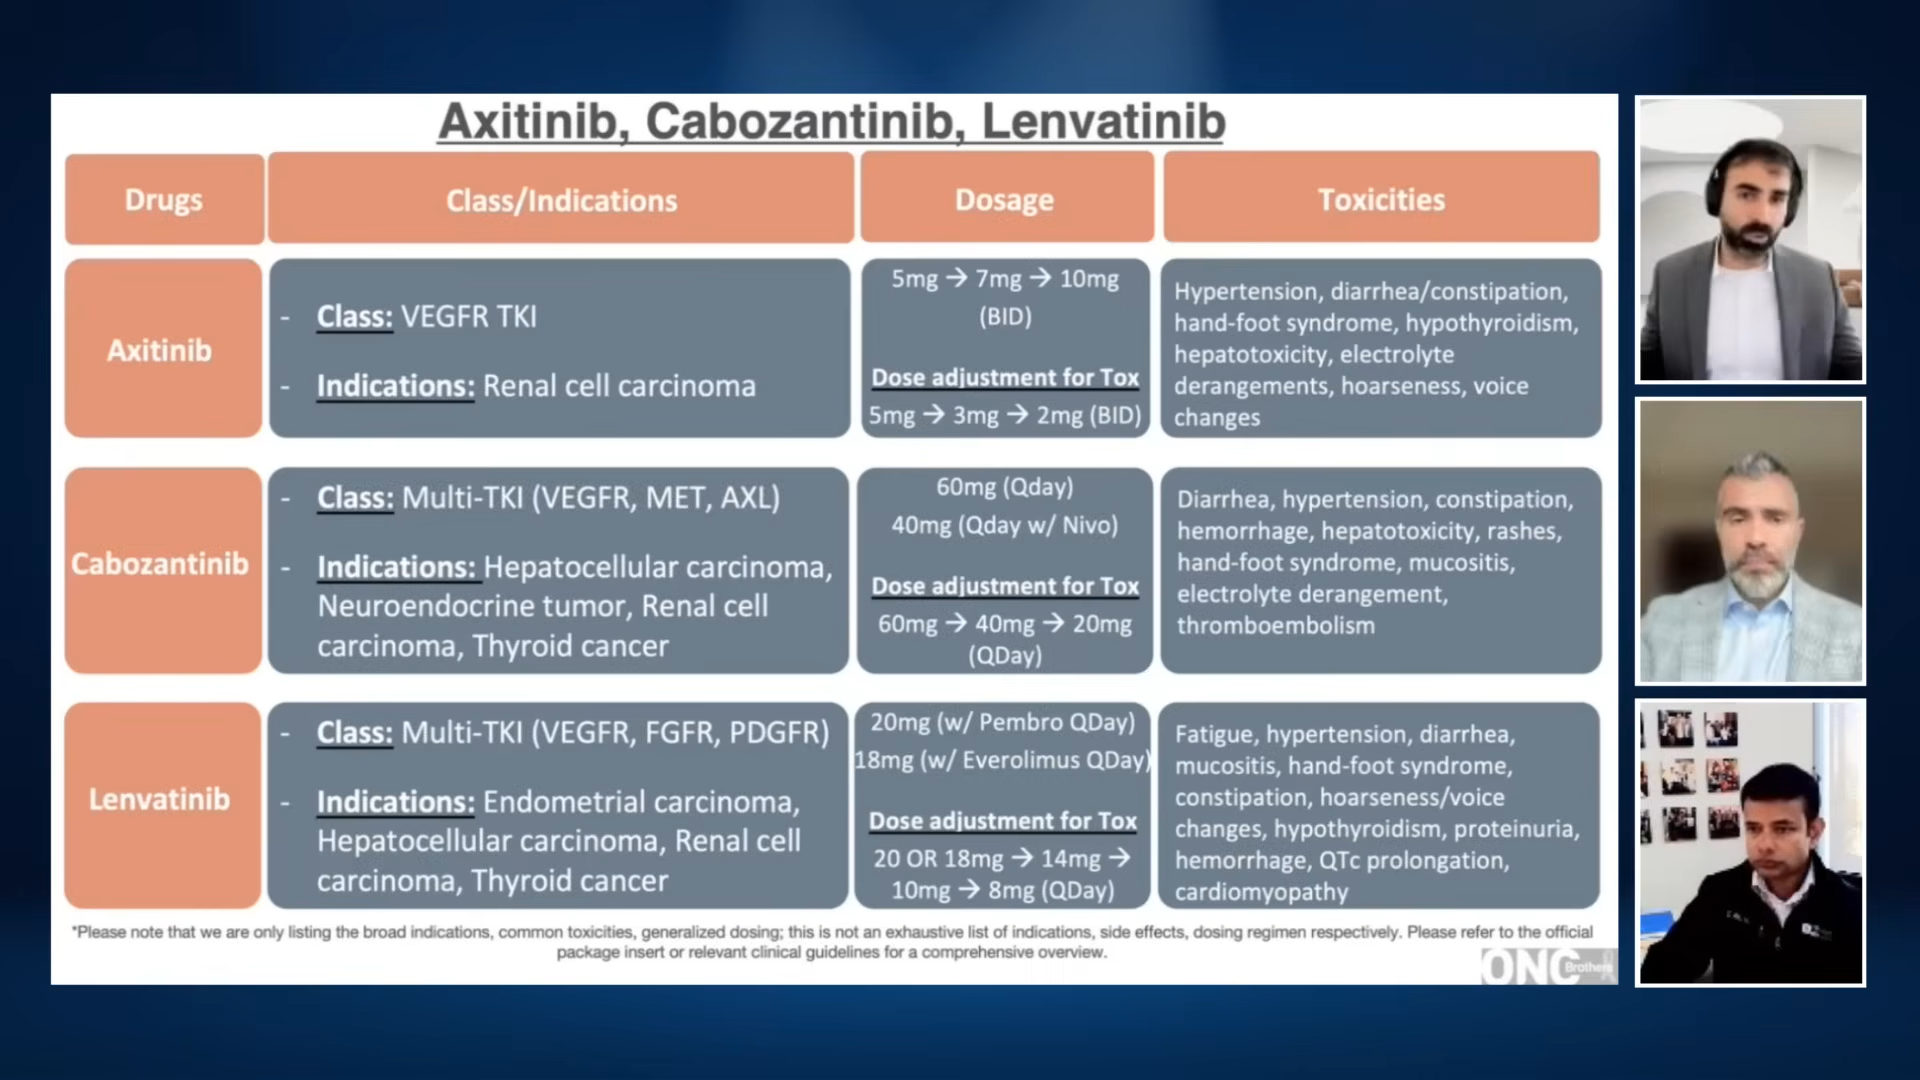 Axitinib, Cabozantinib, Lenvatinib
Drugs
Class/Indications
Dosage
Toxicities
Axitinib
- Class: VEGFR TKI
- Indications: Renal cell carcinoma
5mg → 7mg → 10mg
(BID)
Dose adjustment for Tox
5mg → 3mg → 2mg (BID)
Hypertension, diarrhea/constipation,
hand-foot syndrome, hypothyroidism,
hepatotoxicity, electrolyte
derangements, hoarseness, voice
changes
Cabozantinib
- Class: Multi-TKI (VEGFR, MET, AXL)
- Indications: Hepatocellular carcinoma,
Neuroendocrine tumor, Renal cell
carcinoma, Thyroid cancer
60mg (Qday)
40mg (Qday w/ Nivo)
Dose adjustment for Tox
60mg → 40mg → 20mg
(QDay)
Diarrhea, hypertension, constipation,
hemorrhage, hepatotoxicity, rashes,
hand-foot syndrome, mucositis,
electrolyte derangement,
thromboembolism
Lenvatinib
- Class: Multi-TKI (VEGFR, FGFR, PDGFR)
- Indications: Endometrial carcinoma,
Hepatocellular carcinoma, Renal cell
carcinoma, Thyroid cancer
20mg (w/ Pembro QDay)
18mg (w/ Everolimus QDay)
Dose adjustment for Tox
20 OR 18mg → 14mg →
10mg → 8mg (QDay)
Fatigue, hypertension, diarrhea,
mucositis, hand-foot syndrome,
constipation, hoarseness/voice
changes, hypothyroidism, proteinuria,
hemorrhage, QTc prolongation,
cardiomyopathy
*Please note that we are only listing the broad indications, common toxicities, generalized dosing; this is not an exhaustive list of indications, side effects, dosing regimen respectively. Please refer to the official
package insert or relevant clinical guidelines for a comprehensive overview.
ONC Brothers